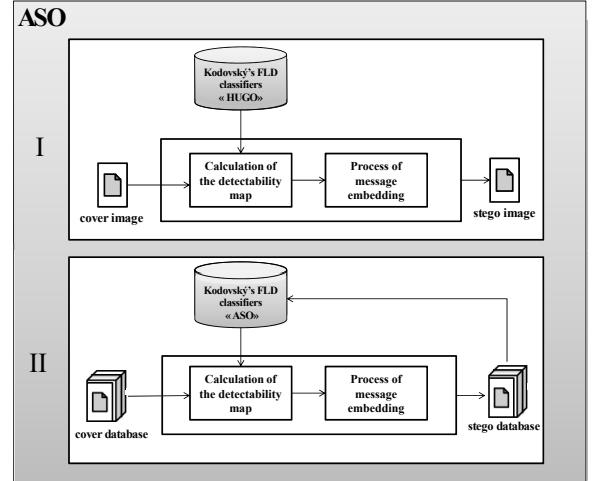 ASO
I
Kodovský's FLD
classifiers
« HUGO»
Calculation of
the detectability
map
Process of
message
embedding
cover image
stego image
II
Kodovský's FLD
classifiers
« ASO»
Calculation of
the detectability
map
Process of
message
embedding
cover database
stego database